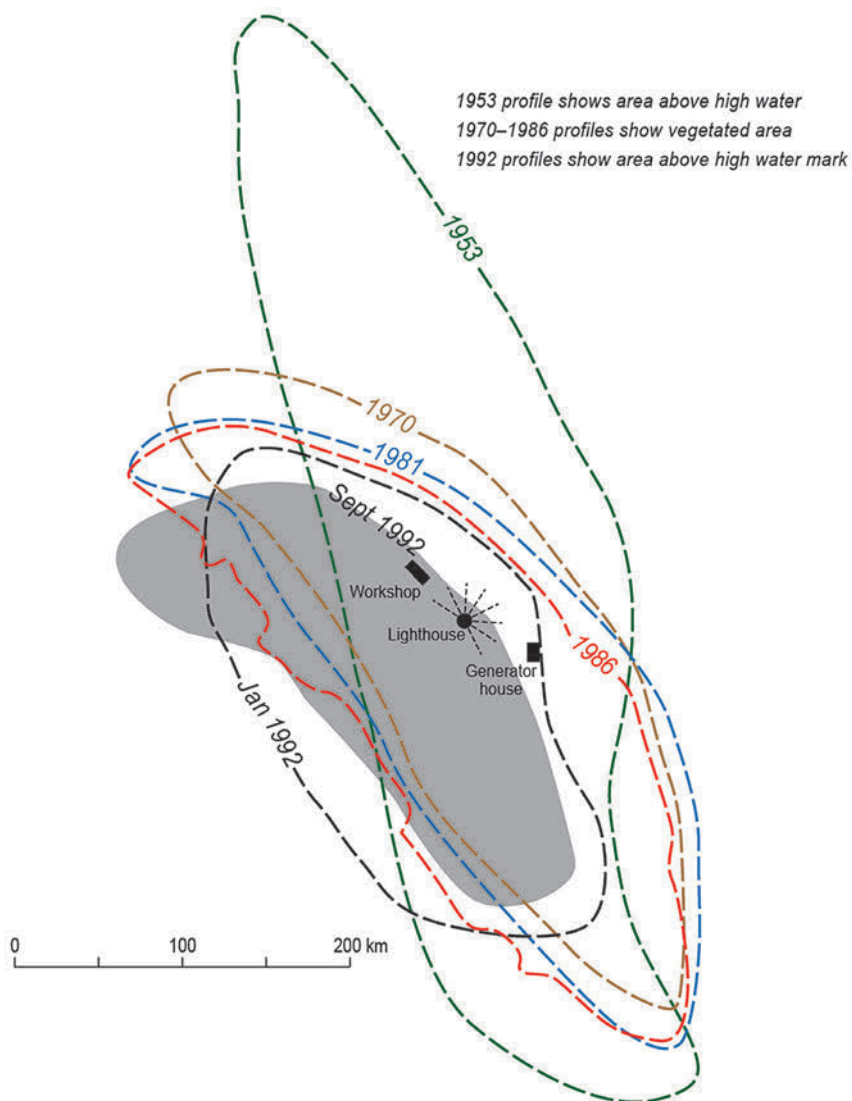 1953 profile shows area above high water
1970–1986 profiles show vegetated area
1992 profiles show area above high water mark
1953
1970
1981
Sept 1992
Workshop
Lighthouse
Generator
house
1986
Jan 1992
0 100 200 km